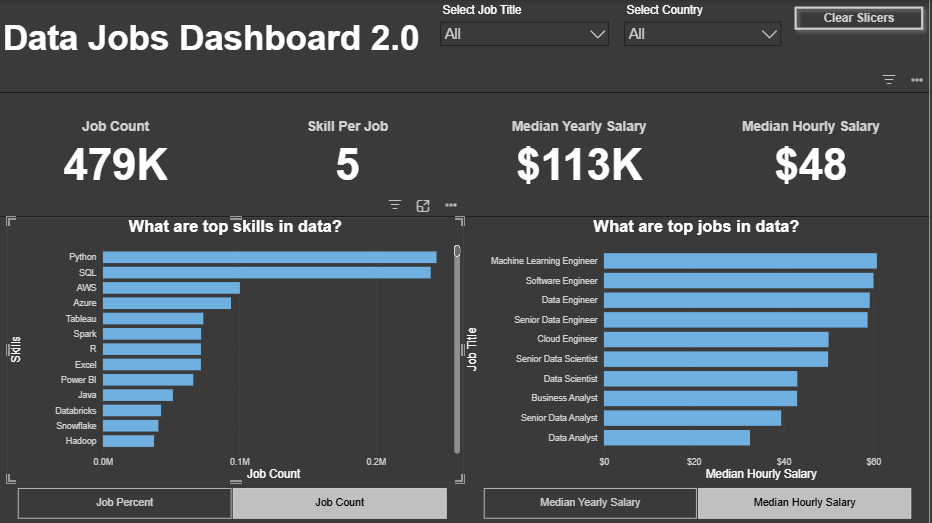 Data Jobs Dashboard 2.0
Select Job Title
All
Select Country
All
Clear Slicers
Job Count
479K
Skill Per Job
5
Median Yearly Salary
$113K
Median Hourly Salary
$48
What are top skills in data?
Skills
Python
SQL
AWS
Azure
Tableau
Spark
R
Excel
Power BI
Java
Databricks
Snowflake
Hadoop
0.0M 0.1M 0.2M
Job Count
Job Percent
Job Count
What are top jobs in data?
Job Title
Machine Learning Engineer
Software Engineer
Data Engineer
Senior Data Engineer
Cloud Engineer
Senior Data Scientist
Data Scientist
Business Analyst
Senior Data Analyst
Data Analyst
$0 $20 $40 $60
Median Hourly Salary
Median Yearly Salary
Median Hourly Salary